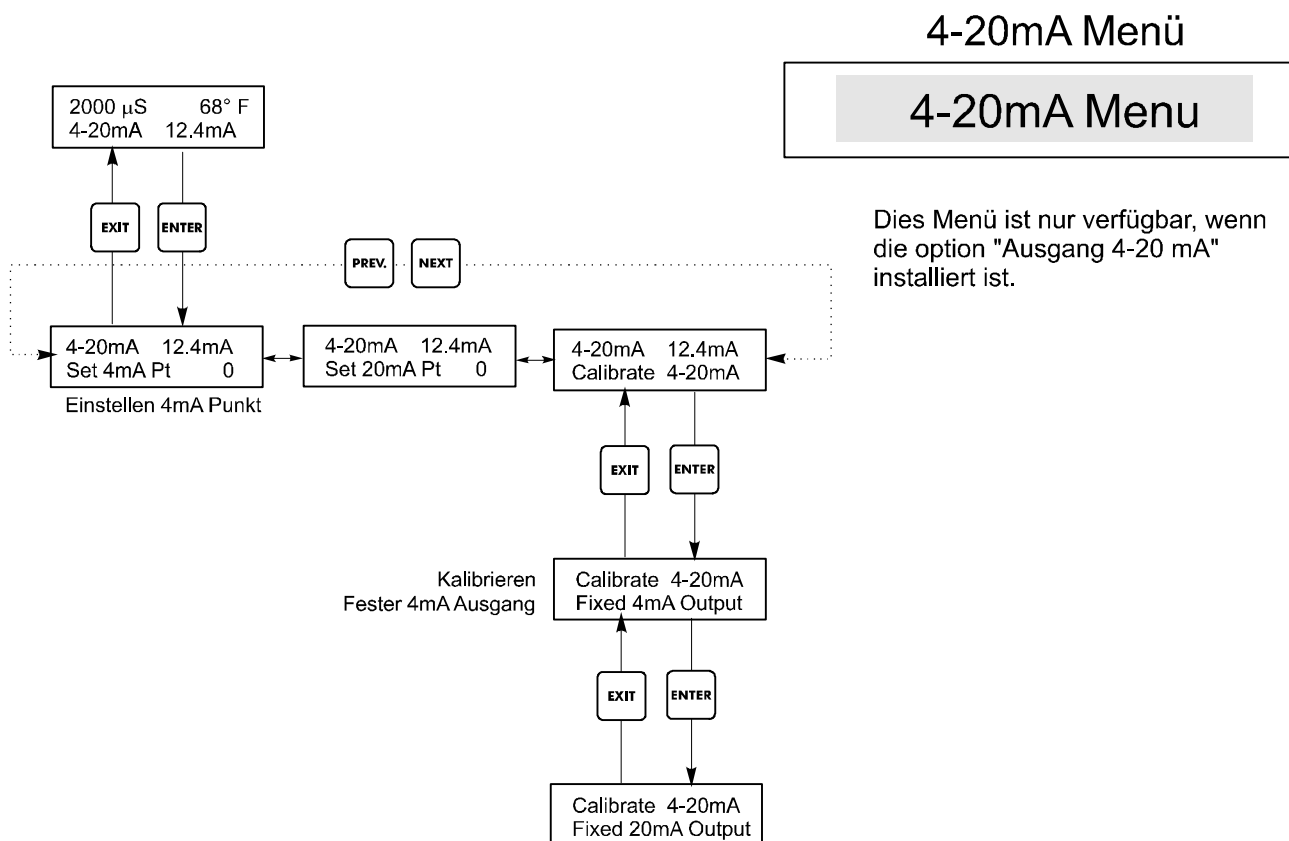 4-20mA Menü
4-20mA Menu
Dies Menü ist nur verfügbar, wenn
die option "Ausgang 4-20 mA"
installiert ist.
2000 µS 68° F
4-20mA 12.4mA
EXIT ENTER
PREV. NEXT
4-20mA 12.4mA
Set 4mA Pt 0
Einstellen 4mA Punkt
4-20mA 12.4mA
Set 20mA Pt 0
4-20mA 12.4mA
Calibrate 4-20mA
EXIT ENTER
Kalibrieren
Fester 4mA Ausgang
Calibrate 4-20mA
Fixed 4mA Output
EXIT ENTER
Calibrate 4-20mA
Fixed 20mA Output